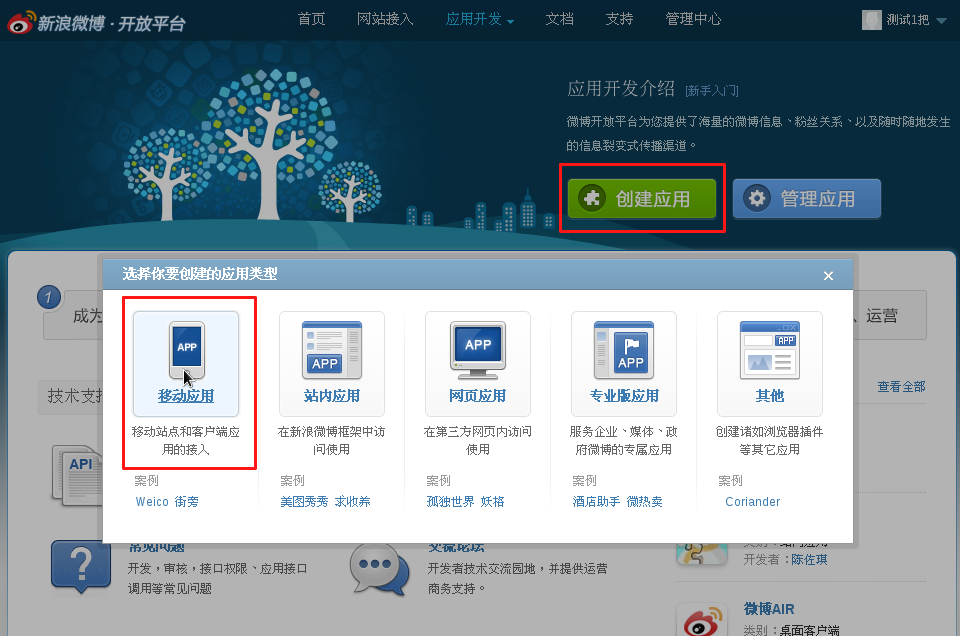 新浪微博·开放平台
首页 网站接入 应用开发 文档 支持 管理中心 测试1把
应用开发介绍 [新手入门]
微博开放平台为您提供了海量的微博信息、粉丝关系、以及随时随地发生
的信息裂变式传播渠道。
创建应用 管理应用
选择你要创建的应用类型
1
成为
、运营
APP APP APP APP APP
移动应用 站内应用 网页应用 专业版应用 其他
移动站点和客户端应
用的接入
在新浪微博框架中访
问使用
在第三方网页内访问
使用
服务企业、媒体、政
府微博的专属应用
创建诸如浏览器插件
等其它应用
案例 案例 案例 案例 案例
Weico 街旁 美图秀秀 求收养 孤独世界 妖格 酒店助手 微热卖 Coriander
技术支持
查看全部
API
?
常见问题
开发，审核，接口权限、应用接口
调用等常见问题
交流论坛
开发者技术交流园地，并提供运营
商务支持。
类别：站内应用
开发者：陈佐琪
微博AIR
类别：桌面客户端